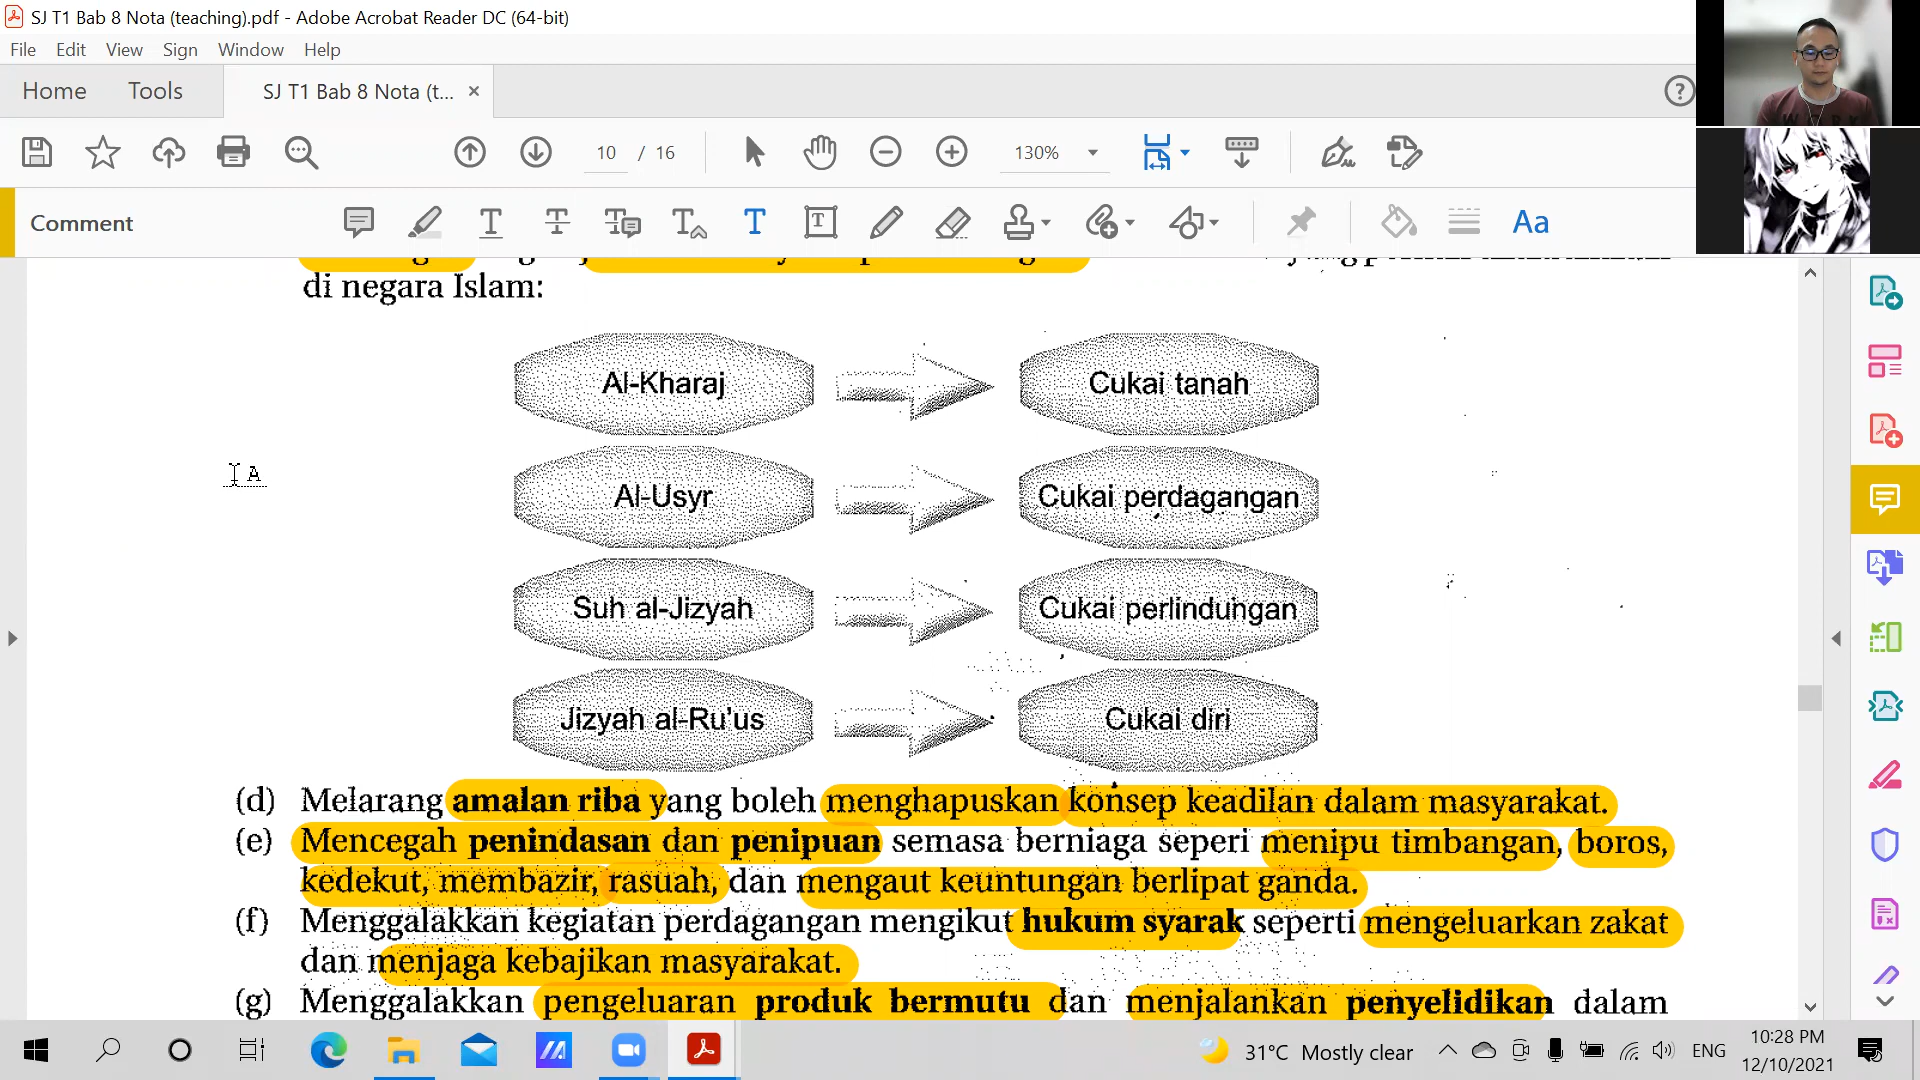 SJ T1 Bab 8 Nota (teaching).pdf - Adobe Acrobat Reader DC (64-bit)
File Edit View Sign Window Help
Home Tools SJ T1 Bab 8 Nota (t... ×
10 / 16 130%
Comment
Aa
di negara Islam:
Al-Kharaj Cukai tanah
A
Al-Usyr Cukai perdagangan
Suh al-Jizyah Cukai perlindungan
Jizyah al-Ru'us Cukai diri
(d) Melarang amalan riba yang boleh menghapuskan konsep keadilan dalam masyarakat.
(e) Mencegah penindasan dan penipuan semasa berniaga seperi menipu timbangan, boros,
kedekut, membazir, rasuah, dan mengaut keuntungan berlipat ganda.
(f) Menggalakkan kegiatan perdagangan mengikut hukum syarak seperti mengeluarkan zakat
dan menjaga kebajikan masyarakat.
(g) Menggalakkan pengeluaran produk bermutu dan menjalankan penyelidikan dalam
31°C Mostly clear ENG 10:28 PM
12/10/2021